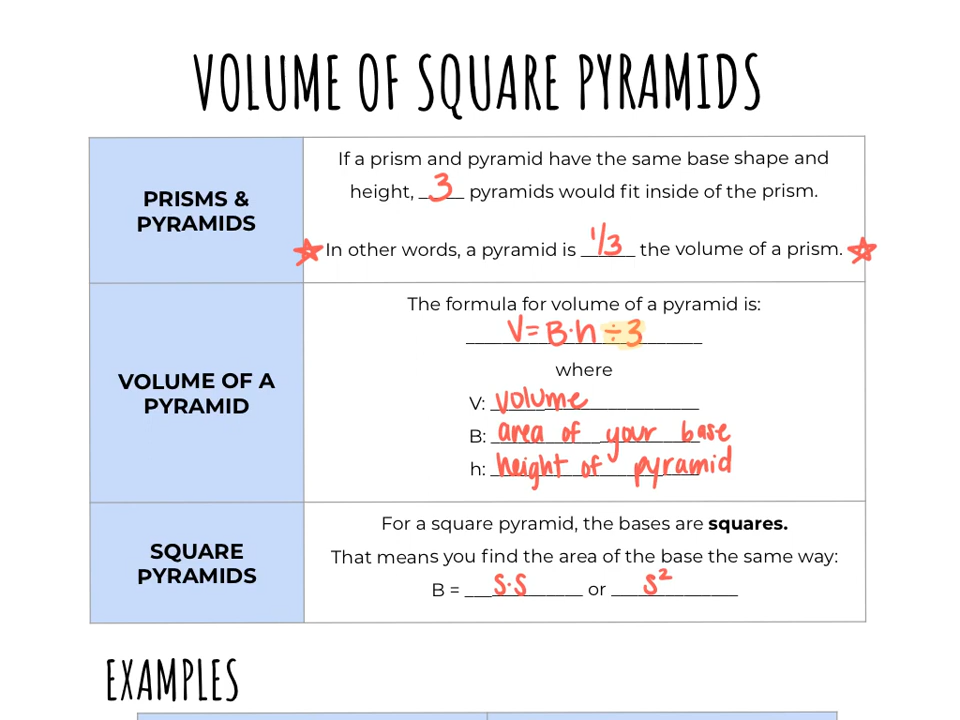 VOLUME OF SQUARE PYRAMIDS
PRISMS &
PYRAMIDS
If a prism and pyramid have the same base shape and
height, 3 pyramids would fit inside of the prism.
In other words, a pyramid is 1/3 the volume of a prism.
VOLUME OF A
PYRAMID
The formula for volume of a pyramid is:
V= B·h ÷3
where
V: volume
B: area of your base
h: height of pyramid
SQUARE
PYRAMIDS
For a square pyramid, the bases are squares.
That means you find the area of the base the same way:
B = s·s or s²
EXAMPLES